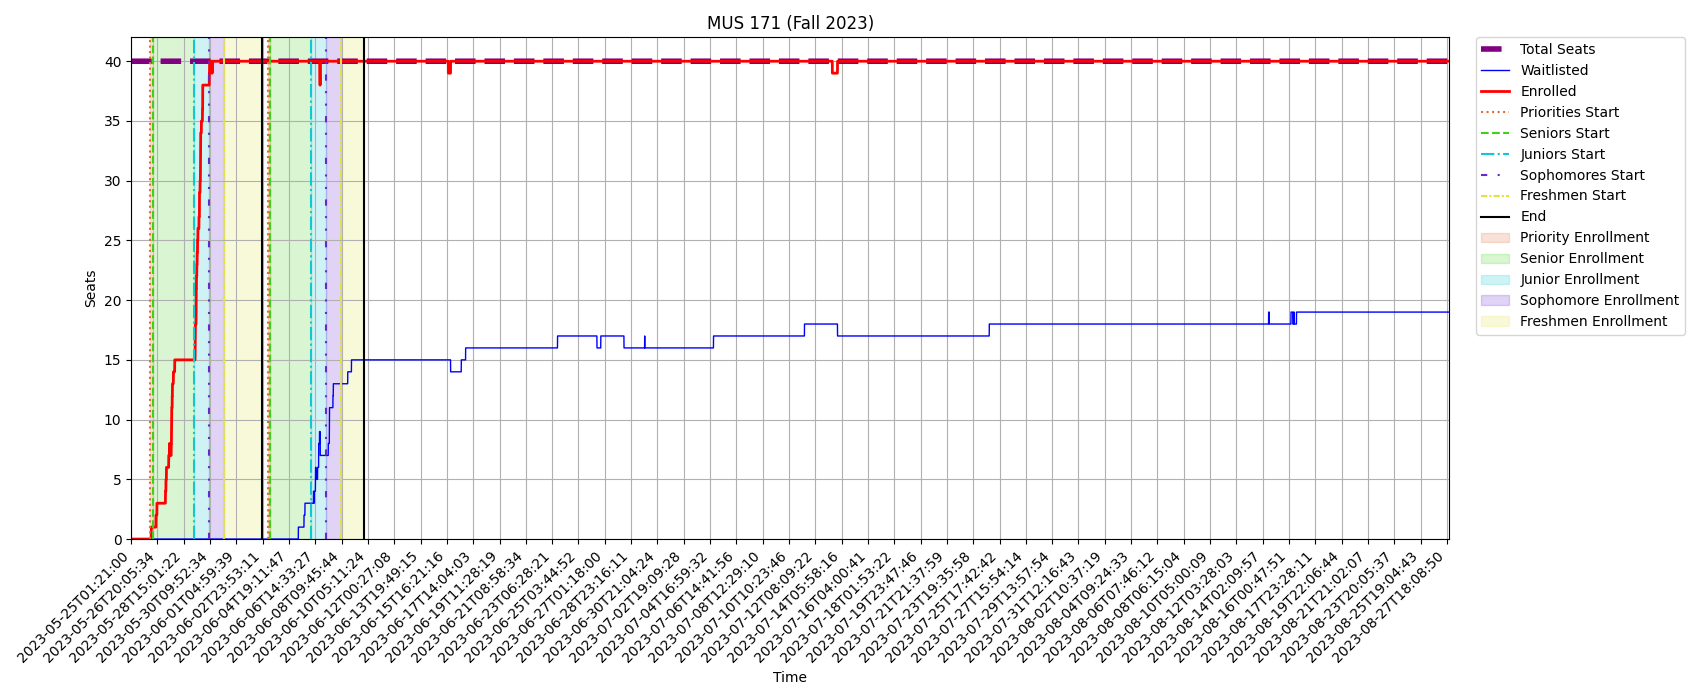 MUS 171 (Fall 2023)
Total Seats
Waitlisted
Enrolled
Priorities Start
Seniors Start
Juniors Start
Sophomores Start
Freshmen Start
End
Priority Enrollment
Senior Enrollment
Junior Enrollment
Sophomore Enrollment
Freshmen Enrollment
Seats
40
35
30
25
20
15
10
5
0
2023-05-25T01:21:00
2023-05-26T20:05:34
2023-05-28T15:01:22
2023-05-30T09:52:34
2023-06-01T04:59:39
2023-06-02T23:53:11
2023-06-04T19:11:47
2023-06-06T14:33:27
2023-06-08T09:45:44
2023-06-10T05:11:24
2023-06-12T00:27:08
2023-06-13T19:49:15
2023-06-15T16:21:16
2023-06-17T14:04:03
2023-06-19T11:28:19
2023-06-21T08:58:34
2023-06-23T06:28:21
2023-06-25T03:44:52
2023-06-27T01:18:00
2023-06-28T23:16:11
2023-06-30T21:04:24
2023-07-02T19:09:28
2023-07-04T16:59:32
2023-07-06T14:41:56
2023-07-08T12:29:10
2023-07-10T10:23:46
2023-07-12T08:09:22
2023-07-14T05:58:16
2023-07-16T04:00:41
2023-07-18T01:53:22
2023-07-19T23:47:46
2023-07-21T21:37:59
2023-07-23T19:35:58
2023-07-25T17:42:42
2023-07-27T15:54:14
2023-07-29T13:57:54
2023-07-31T12:16:43
2023-08-02T10:37:19
2023-08-04T09:24:33
2023-08-06T07:46:12
2023-08-08T06:15:04
2023-08-10T05:00:09
2023-08-12T03:28:03
2023-08-14T02:09:57
2023-08-16T00:47:51
2023-08-17T23:28:11
2023-08-19T22:06:44
2023-08-21T21:02:07
2023-08-23T20:05:37
2023-08-25T19:04:43
2023-08-27T18:08:50
Time